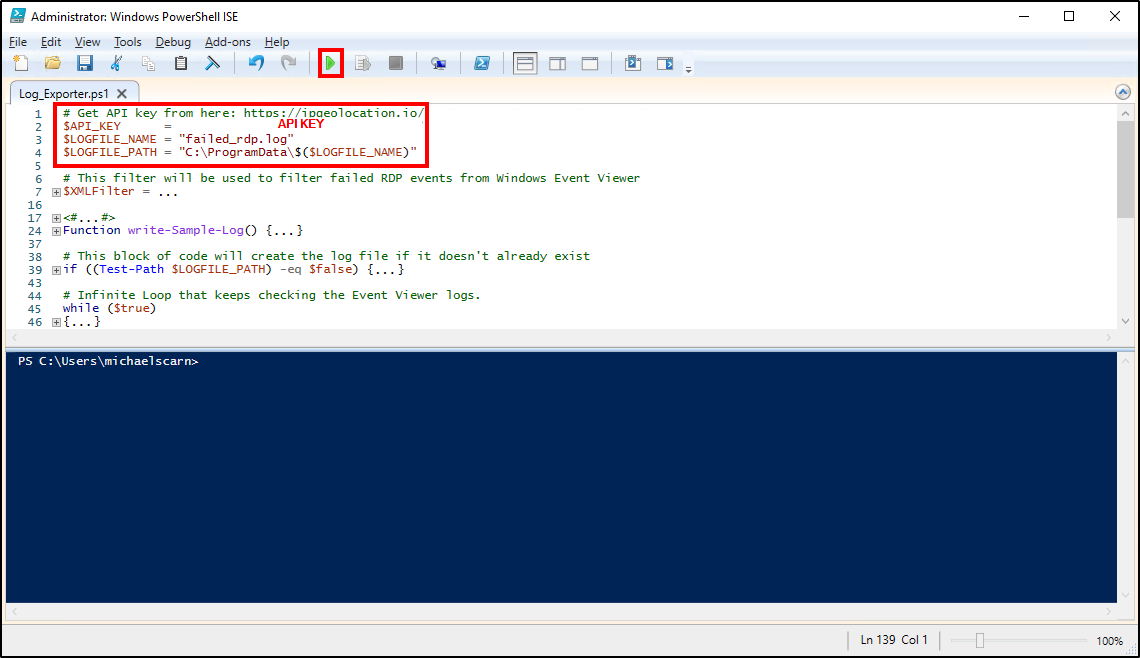 Administrator: Windows PowerShell ISE
File Edit View Tools Debug Add-ons Help
Log_Exporter.ps1
1 # Get API key from here: https://ipgeolocation.io/
2 $API_KEY = API KEY
3 $LOGFILE_NAME = "failed_rdp.log"
4 $LOGFILE_PATH = "C:\ProgramData\$($LOGFILE_NAME)"
5
6 # This filter will be used to filter failed RDP events from Windows Event Viewer
7 $XMLFilter = ...
16
17 <#...#>
24 Function write-Sample-Log() {...}
37
38 # This block of code will create the log file if it doesn't already exist
39 if ((Test-Path $LOGFILE_PATH) -eq $false) {...}
43
44 # Infinite Loop that keeps checking the Event Viewer logs.
45 while ($true)
46 {...}
PS C:\Users\michaelscarn>
Ln 139 Col 1 100%